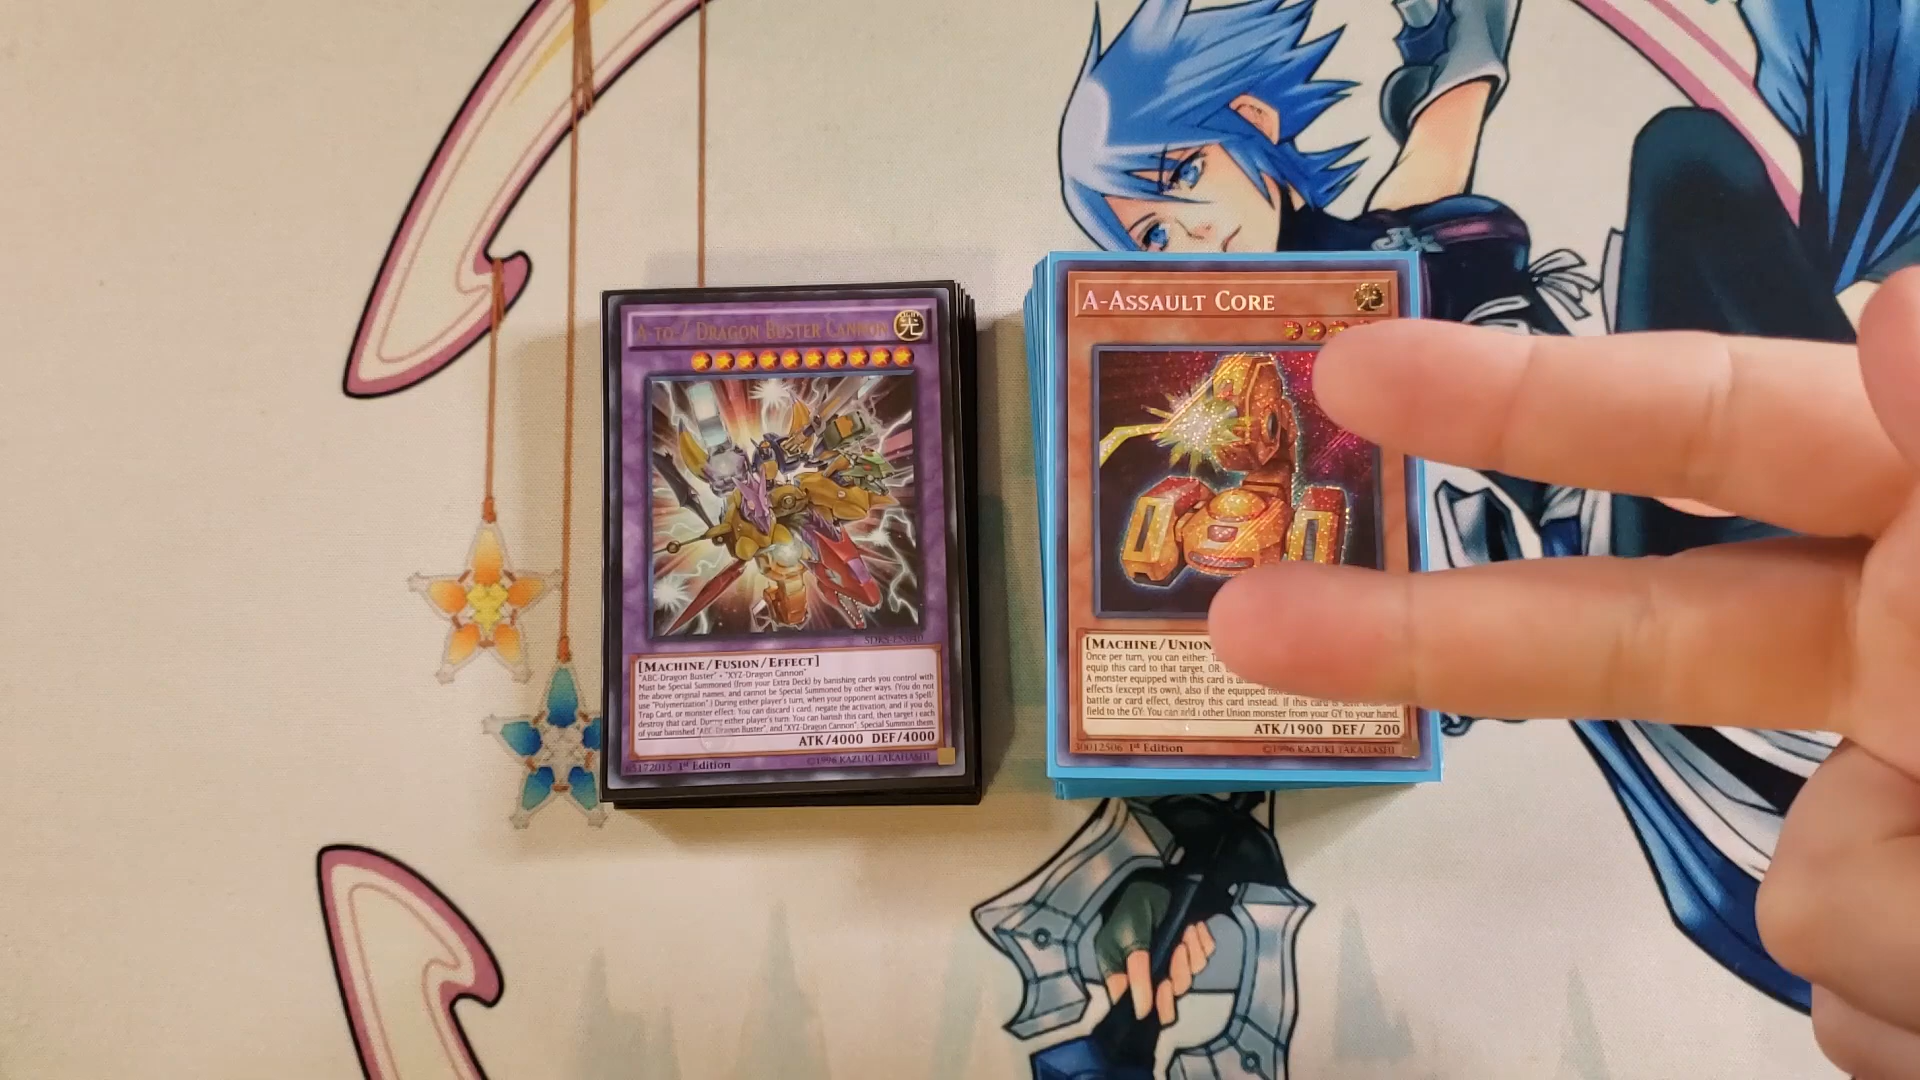 A-to-Z Dragon Buster Cannon
LIGHT
光
SDKS-EN040
[Machine/Fusion/Effect]
"ABC-Dragon Buster" + "XYZ-Dragon Cannon"
Must be Special Summoned (from your Extra Deck) by banishing cards you control with
the above original names, and cannot be Special Summoned by other ways. (You do not
use "Polymerization".) During either player's turn, when your opponent activates a Spell/
Trap Card, or monster effect: You can discard 1 card; negate the activation, and if you do,
destroy that card. During either player's turn: You can banish this card, then target 1 each
of your banished "ABC-Dragon Buster", and "XYZ-Dragon Cannon"; Special Summon them.
ATK/4000 DEF/4000
65172015 1st Edition
©1996 KAZUKI TAKAHASHI
A-Assault Core
光
[Machine/Union
Once per turn, you can either:
equip this card to that target, OR:
A monster equipped with this card is
effects (except its own), also if the equipped
battle or card effect, destroy this card instead. If this card is
field to the GY: You can add 1 other Union monster from your GY to your hand.
ATK/1900 DEF/ 200
30012506 1st Edition
©1996 KAZUKI TAKAHASHI